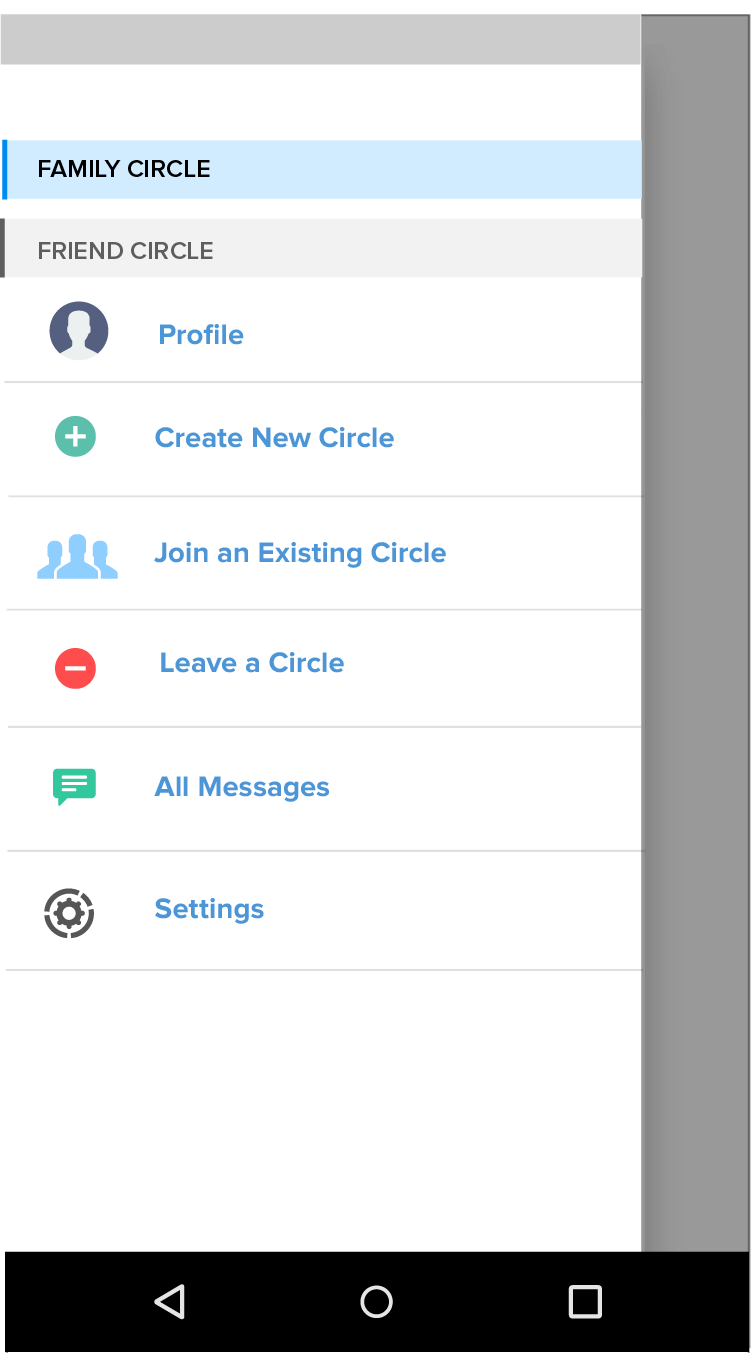 FAMILY CIRCLE
FRIEND CIRCLE
Profile
Create New Circle
Join an Existing Circle
Leave a Circle
All Messages
Settings